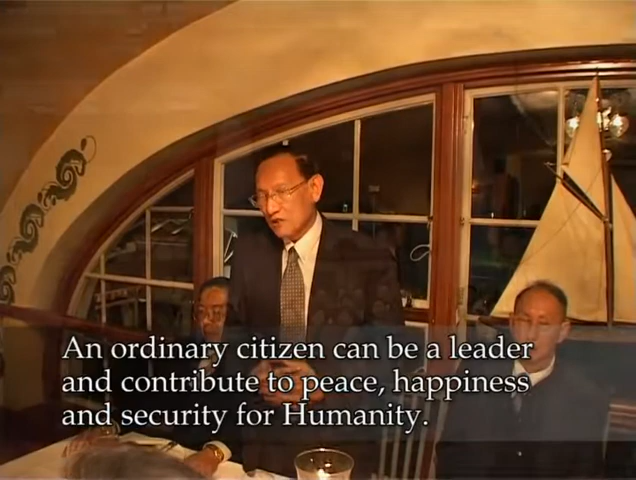 An ordinary citizen can be a leader
and contribute to peace, happiness
and security for Humanity.